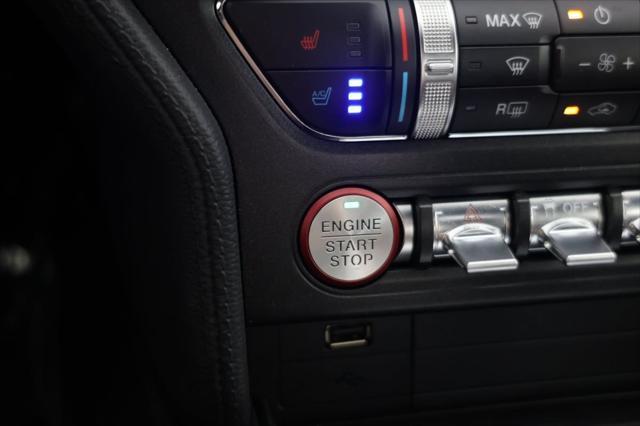 MAX
A/C
R
- +
ENGINE
START
STOP
OFF